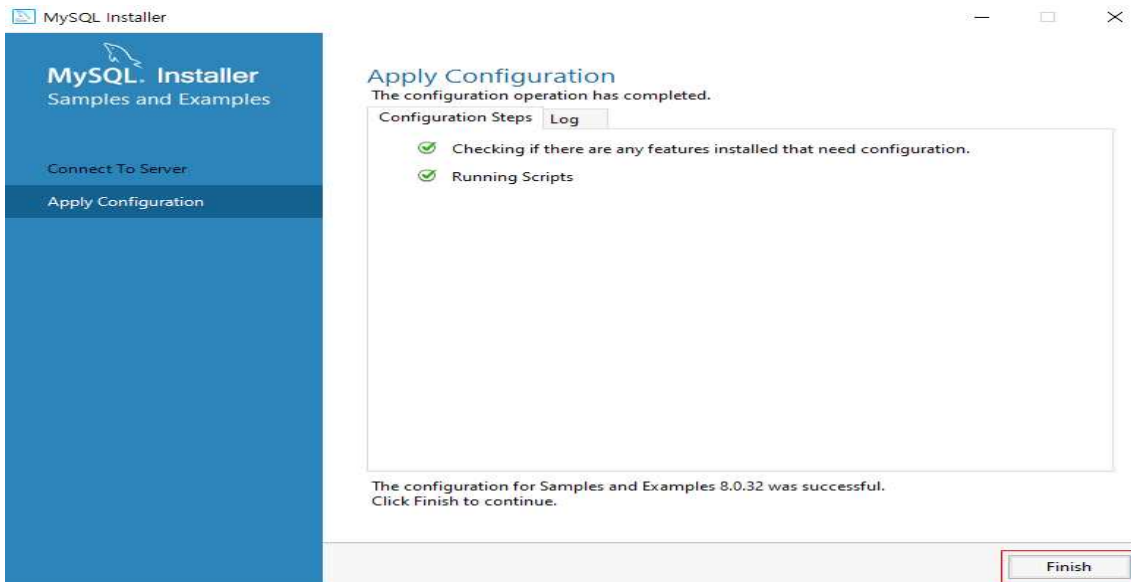 MySQL Installer
MySQL. Installer
Samples and Examples
Connect To Server
Apply Configuration
Apply Configuration
The configuration operation has completed.
Configuration Steps Log
Checking if there are any features installed that need configuration.
Running Scripts
The configuration for Samples and Examples 8.0.32 was successful.
Click Finish to continue.
Finish